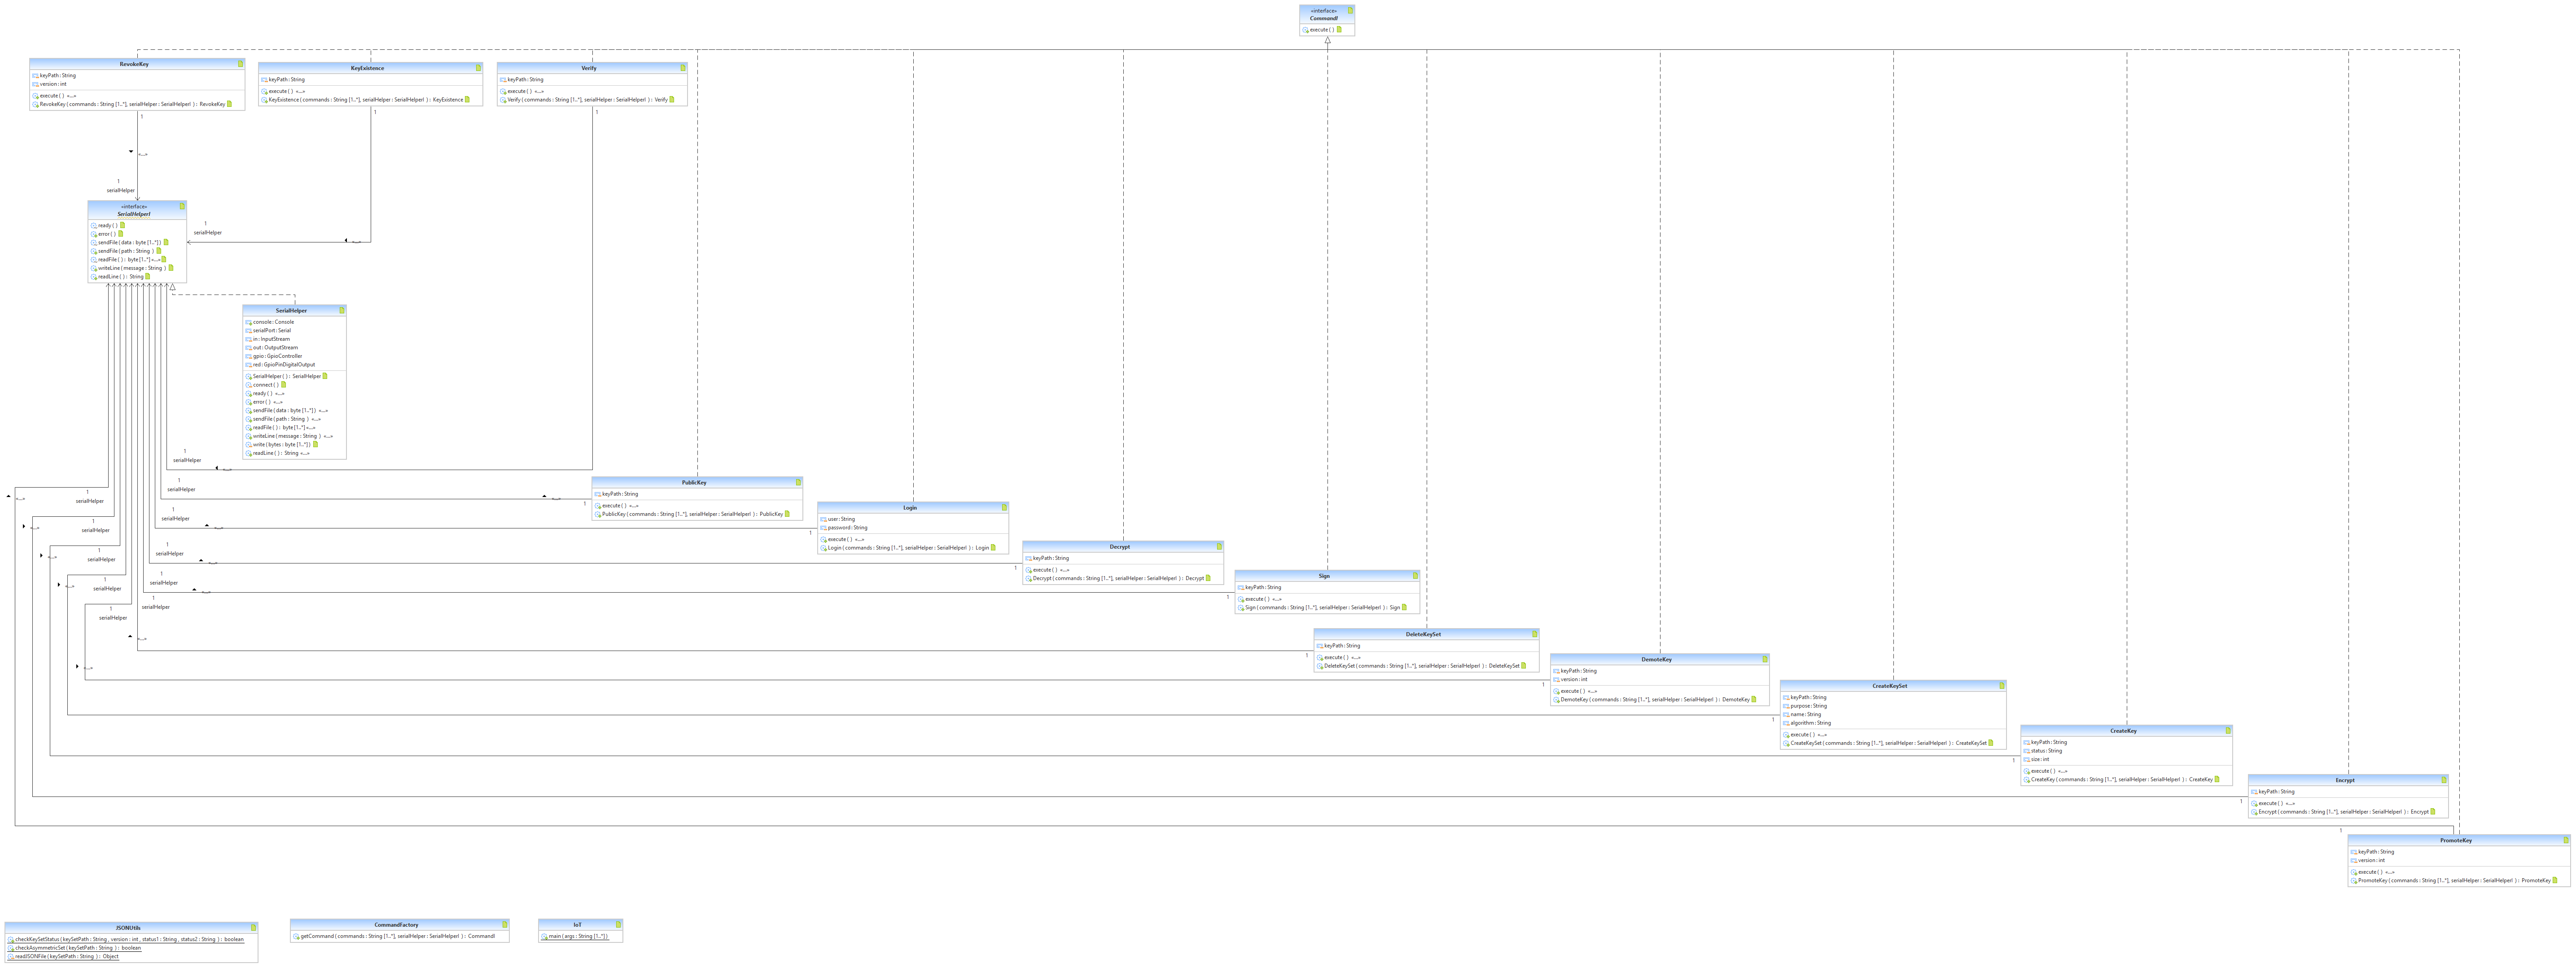 «interface»
CommandI
execute ( )
RevokeKey
keyPath : String
version : int
execute ( ) «...»
RevokeKey ( commands : String [1..*], serialHelper : SerialHelperI ) : RevokeKey
KeyExistence
keyPath : String
execute ( ) «...»
KeyExistence ( commands : String [1..*], serialHelper : SerialHelperI ) : KeyExistence
Verify
keyPath : String
execute ( ) «...»
Verify ( commands : String [1..*], serialHelper : SerialHelperI ) : Verify
1
1
1
«...»
1
serialHelper
«interface»
SerialHelperI
ready ( )
error ( )
sendFile ( data : byte [1..*] )
sendFile ( path : String )
readFile ( ) : byte [1..*] «...»
writeLine ( message : String )
readLine ( ) : String
1
serialHelper
«...»
SerialHelper
console : Console
serialPort : Serial
in : InputStream
out : OutputStream
gpio : GpioController
red : GpioPinDigitalOutput
SerialHelper ( ) : SerialHelper
connect ( )
ready ( ) «...»
error ( ) «...»
sendFile ( data : byte [1..*] ) «...»
sendFile ( path : String ) «...»
readFile ( ) : byte [1..*] «...»
writeLine ( message : String ) «...»
write ( bytes : byte [1..*] )
readLine ( ) : String «...»
1
serialHelper
«...»
PublicKey
keyPath : String
execute ( ) «...»
PublicKey ( commands : String [1..*], serialHelper : SerialHelperI ) : PublicKey
1
1
serialHelper
«...»
Login
user : String
password : String
execute ( ) «...»
Login ( commands : String [1..*], serialHelper : SerialHelperI ) : Login
1
1
serialHelper
«...»
Decrypt
keyPath : String
execute ( ) «...»
Decrypt ( commands : String [1..*], serialHelper : SerialHelperI ) : Decrypt
1
1
serialHelper
«...»
Sign
keyPath : String
execute ( ) «...»
Sign ( commands : String [1..*], serialHelper : SerialHelperI ) : Sign
1
1
serialHelper
«...»
DeleteKeySet
keyPath : String
execute ( ) «...»
DeleteKeySet ( commands : String [1..*], serialHelper : SerialHelperI ) : DeleteKeySet
1
1
serialHelper
«...»
DemoteKey
keyPath : String
version : int
execute ( ) «...»
DemoteKey ( commands : String [1..*], serialHelper : SerialHelperI ) : DemoteKey
1
1
serialHelper
«...»
CreateKeySet
keyPath : String
purpose : String
name : String
algorithm : String
execute ( ) «...»
CreateKeySet ( commands : String [1..*], serialHelper : SerialHelperI ) : CreateKeySet
1
1
serialHelper
«...»
CreateKey
keyPath : String
status : String
size : int
execute ( ) «...»
CreateKey ( commands : String [1..*], serialHelper : SerialHelperI ) : CreateKey
1
1
serialHelper
«...»
Encrypt
keyPath : String
execute ( ) «...»
Encrypt ( commands : String [1..*], serialHelper : SerialHelperI ) : Encrypt
1
1
serialHelper
«...»
PromoteKey
keyPath : String
version : int
execute ( ) «...»
PromoteKey ( commands : String [1..*], serialHelper : SerialHelperI ) : PromoteKey
1
1
serialHelper
«...»
JSONUtils
checkKeySetStatus ( keySetPath : String, version : int, status1 : String, status2 : String ) : boolean
checkAsymmetricSet ( keySetPath : String ) : boolean
readJSONFile ( keySetPath : String ) : Object
CommandFactory
getCommand ( commands : String [1..*], serialHelper : SerialHelperI ) : CommandI
IoT
main ( args : String [1..*] )